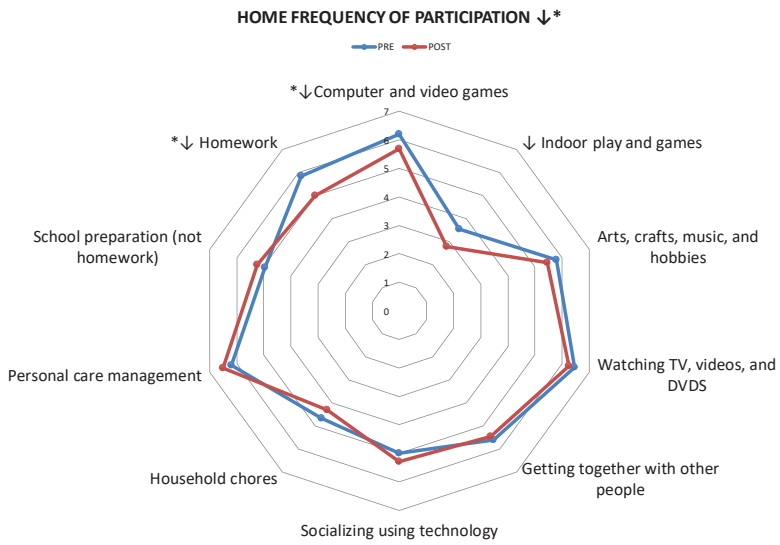 HOME FREQUENCY OF PARTICIPATION ↓*
PRE POST
*↓Computer and video games
*↓ Homework
↓ Indoor play and games
School preparation (not
homework)
Arts, crafts, music, and
hobbies
Personal care management
Watching TV, videos, and
DVDS
Household chores
Getting together with other
people
Socializing using technology
7
6
5
4
3
2
1
0